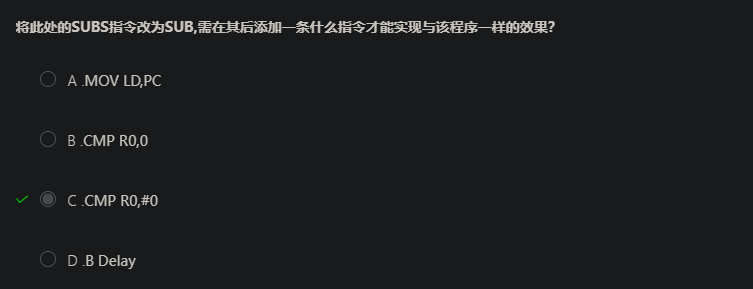 将此处的SUBS指令改为SUB,需在其后添加一条什么指令才能实现与该程序一样的效果?
A .MOV LD,PC
B .CMP R0,0
C .CMP R0,#0
D .B Delay